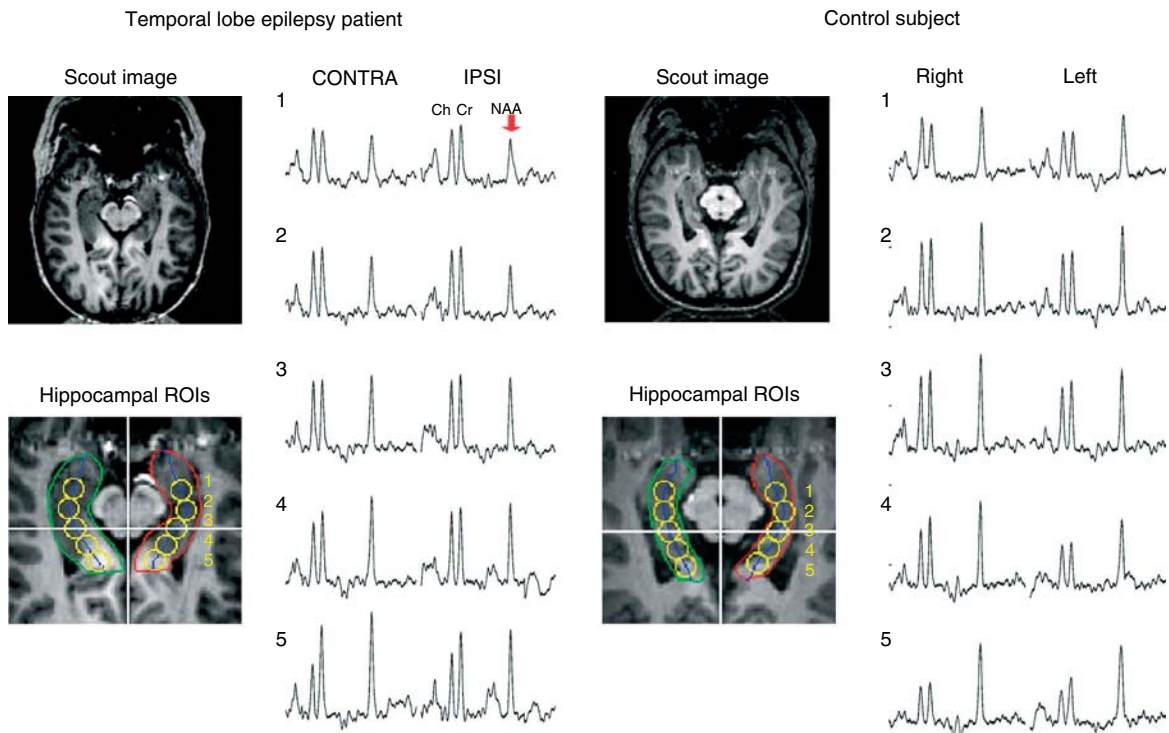 Temporal lobe epilepsy patient
Control subject
Scout image
CONTRA
IPSI
Scout image
Right
Left
1
Ch Cr NAA
1
2
2
3
3
Hippocampal ROIs
Hippocampal ROIs
1
2
3
4
5
1
2
3
4
5
4
4
5
5